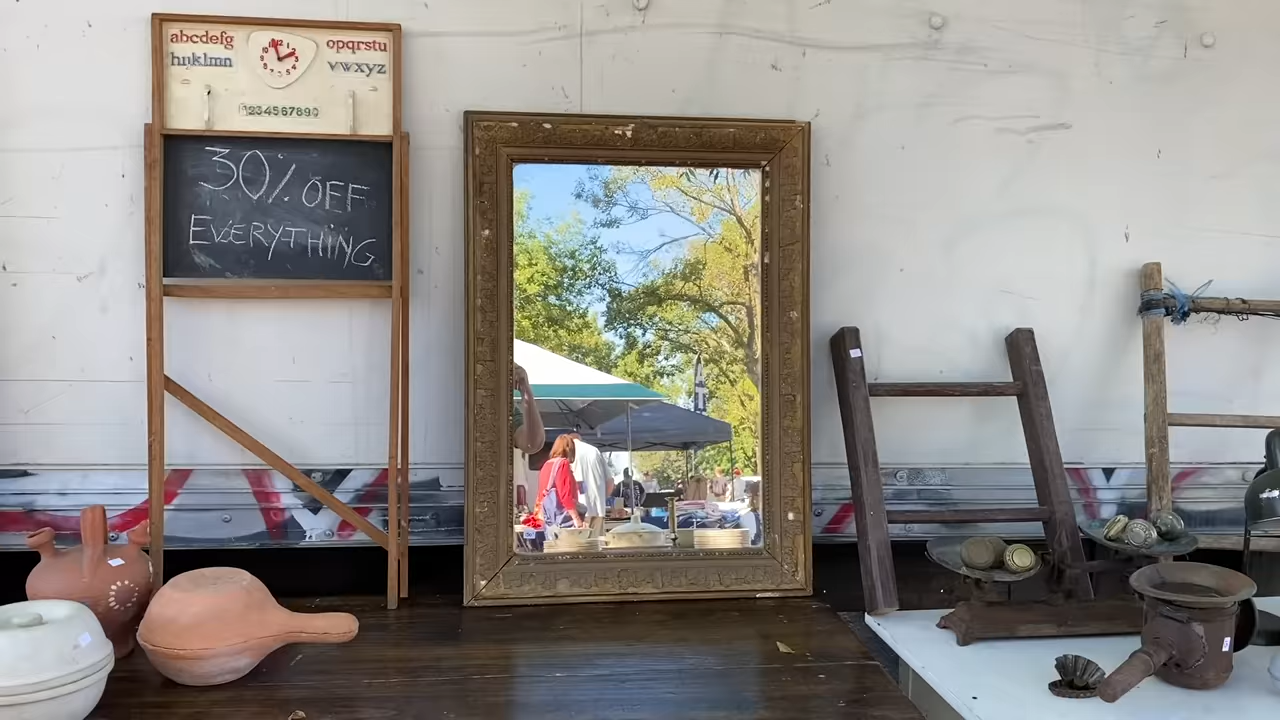 abcdefg
opqrstu
hijklmn
vwxyz
1234567890
30% OFF
EVERYTHING